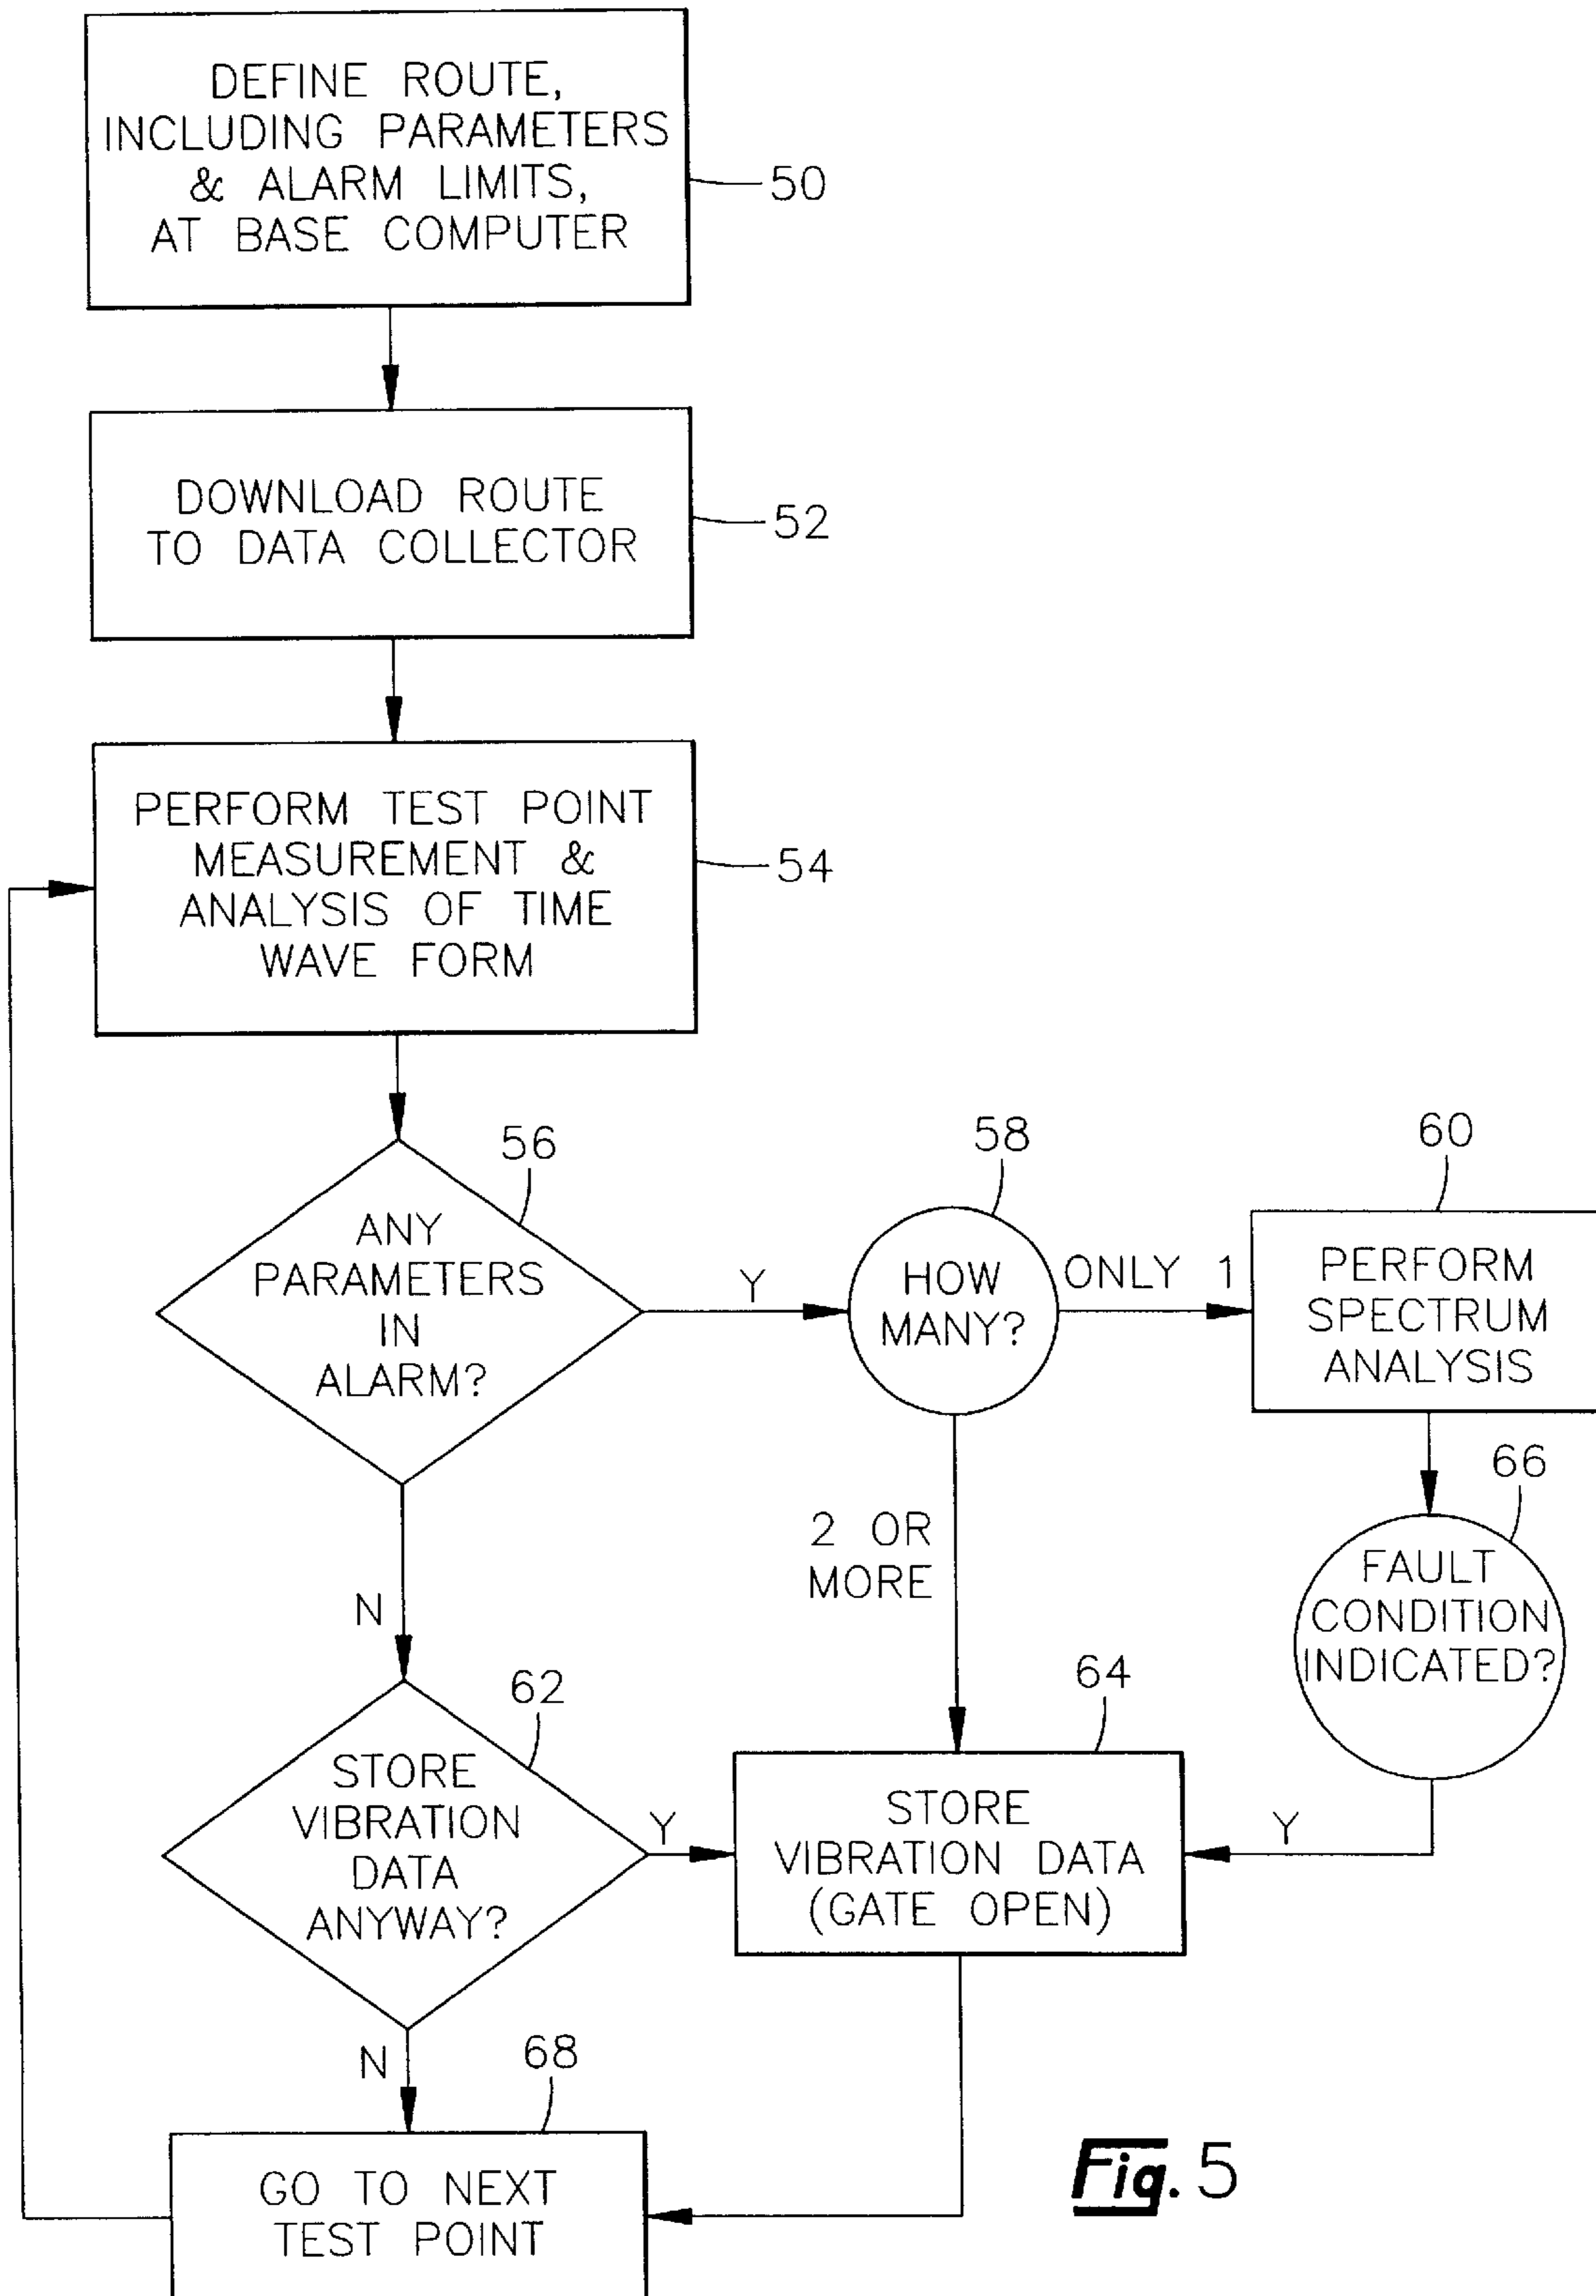 DEFINE ROUTE,
INCLUDING PARAMETERS
& ALARM LIMITS,
AT BASE COMPUTER
50
DOWNLOAD ROUTE
TO DATA COLLECTOR
52
PERFORM TEST POINT
MEASUREMENT &
ANALYSIS OF TIME
WAVE FORM
54
56
ANY
PARAMETERS
IN
ALARM?
Y
58
HOW
MANY?
ONLY 1
60
PERFORM
SPECTRUM
ANALYSIS
N
2 OR
MORE
66
FAULT
CONDITION
INDICATED?
62
STORE
VIBRATION
DATA
ANYWAY?
Y
64
STORE
VIBRATION DATA
(GATE OPEN)
Y
N
68
GO TO NEXT
TEST POINT
Fig. 5